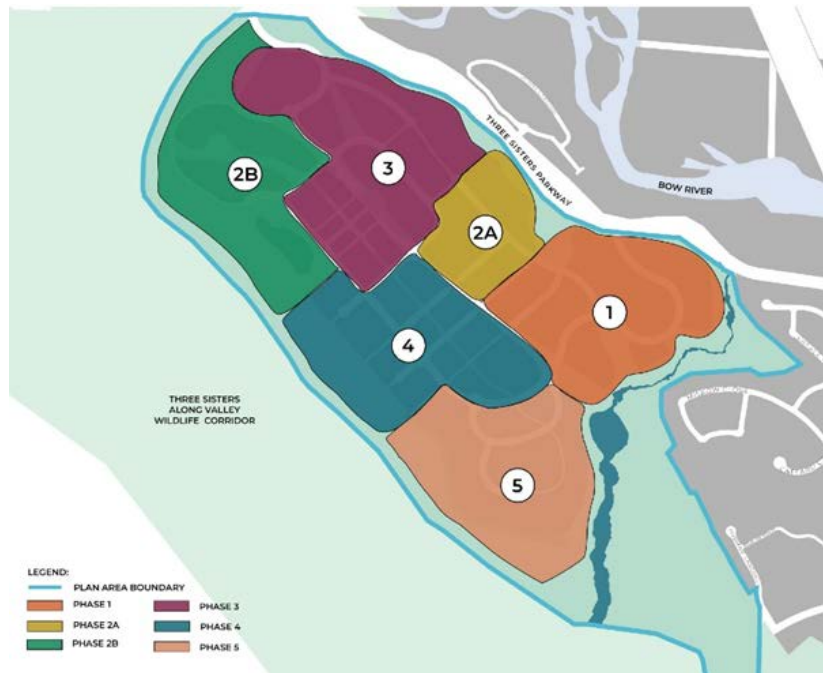 THREE SISTERS PARKWAY
BOW RIVER
3
2B
2A
1
4
THREE SISTERS
ALONG VALLEY
WILDLIFE CORRIDOR
5
LEGEND:
PLAN AREA BOUNDARY
PHASE 1
PHASE 3
PHASE 2A
PHASE 4
PHASE 2B
PHASE 5